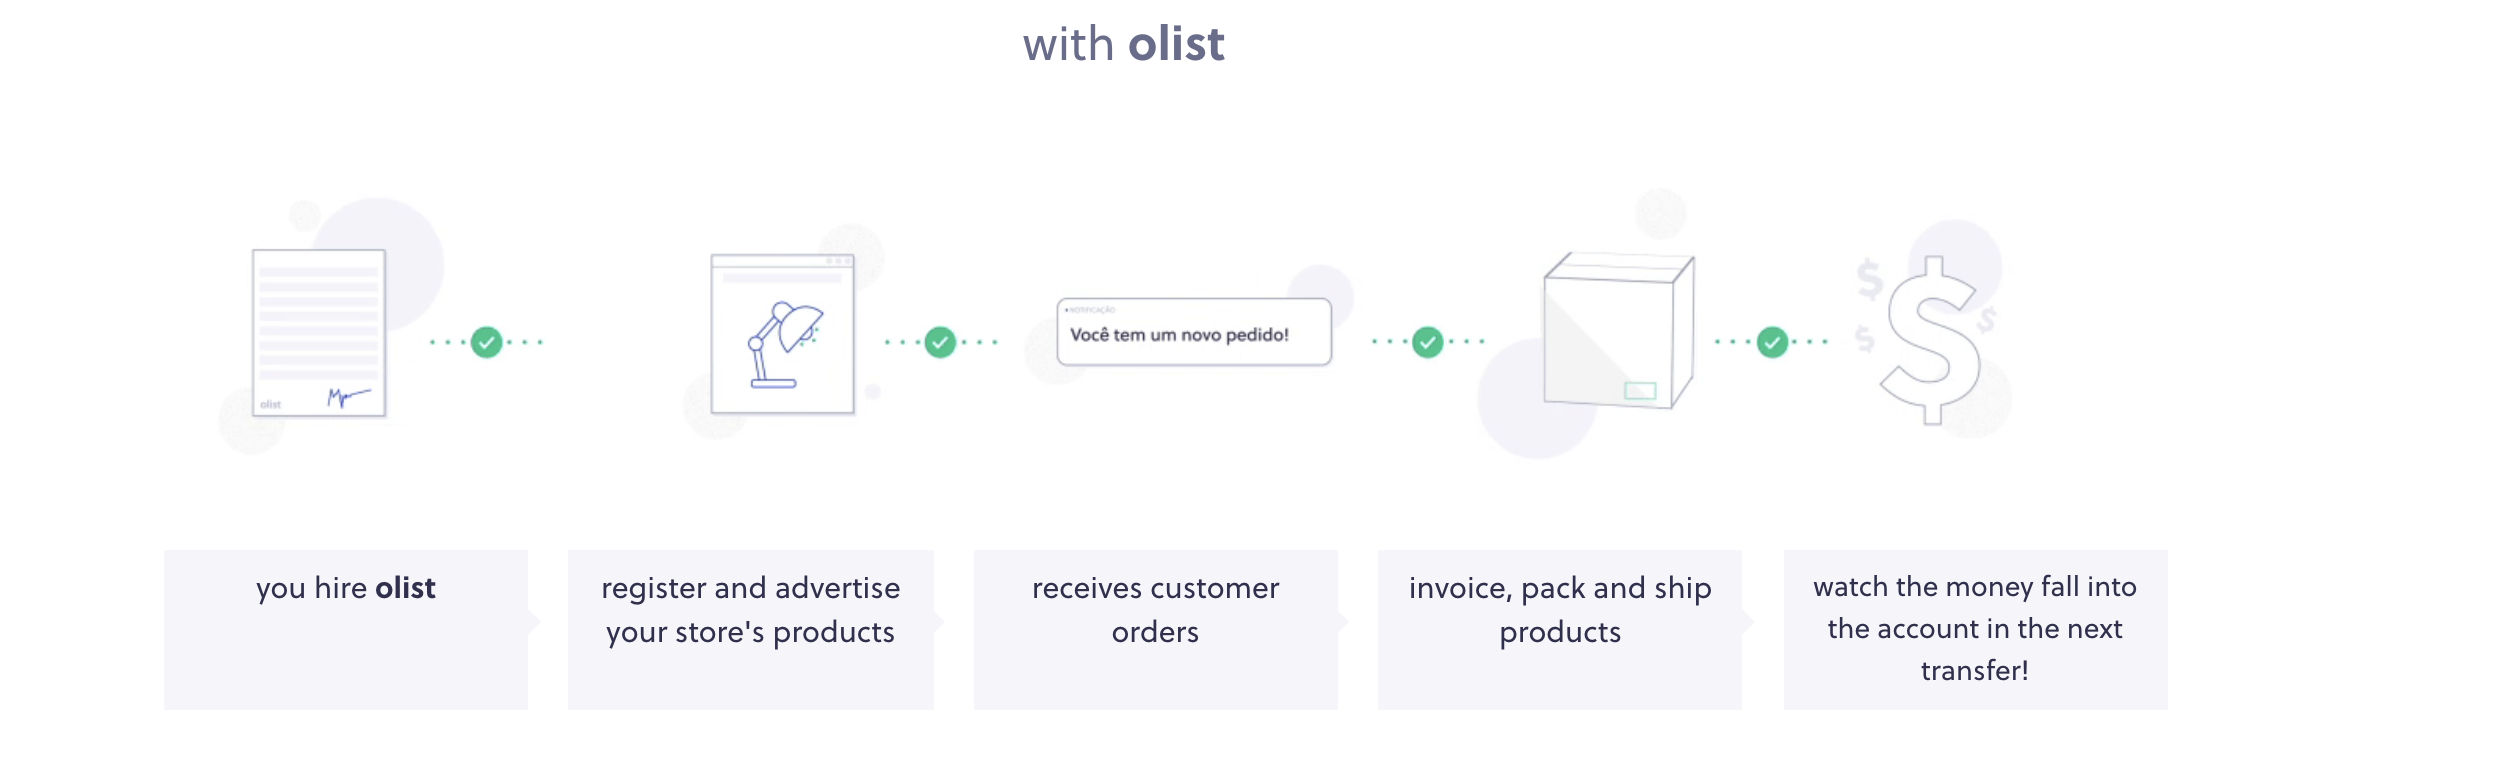 with olist
olist
NOTIFICAÇÃO
Você tem um novo pedido!
you hire olist
register and advertise
your store's products
receives customer
orders
invoice, pack and ship
products
watch the money fall into
the account in the next
transfer!